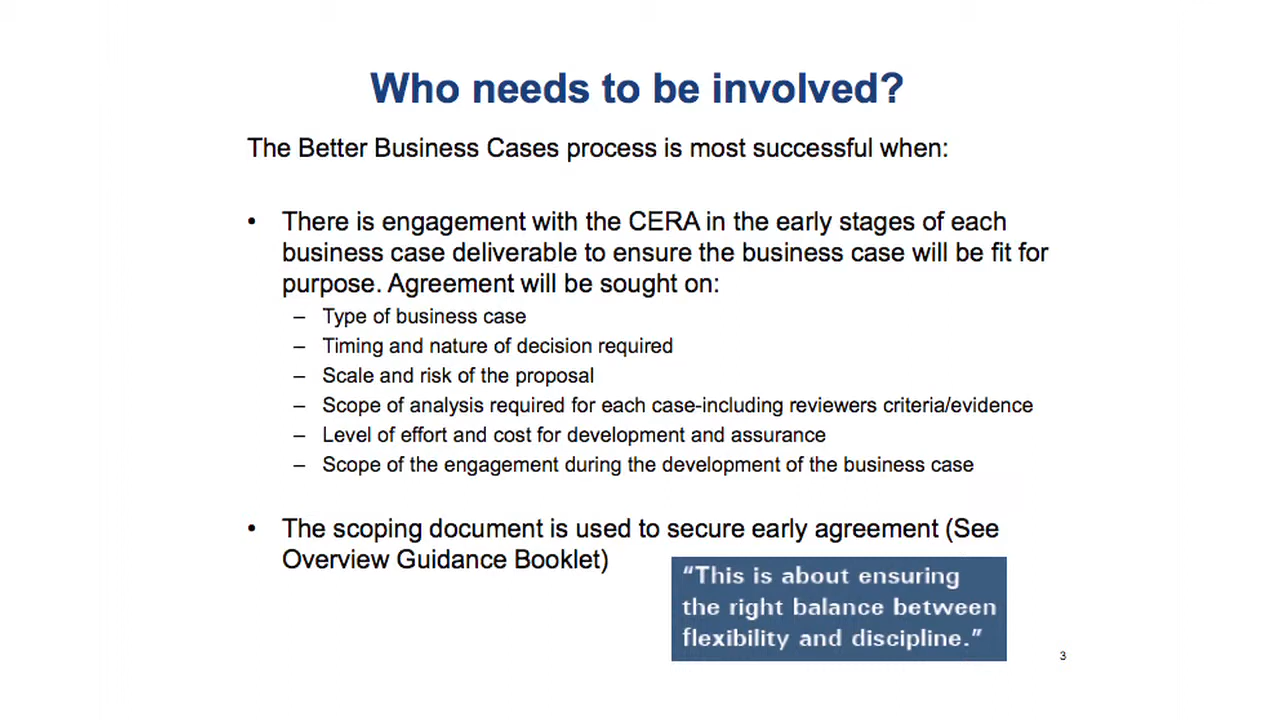 Who needs to be involved?
The Better Business Cases process is most successful when:
• There is engagement with the CERA in the early stages of each
business case deliverable to ensure the business case will be fit for
purpose. Agreement will be sought on:
– Type of business case
– Timing and nature of decision required
– Scale and risk of the proposal
– Scope of analysis required for each case-including reviewers criteria/evidence
– Level of effort and cost for development and assurance
– Scope of the engagement during the development of the business case
• The scoping document is used to secure early agreement (See
Overview Guidance Booklet)
“This is about ensuring
the right balance between
flexibility and discipline.”
3